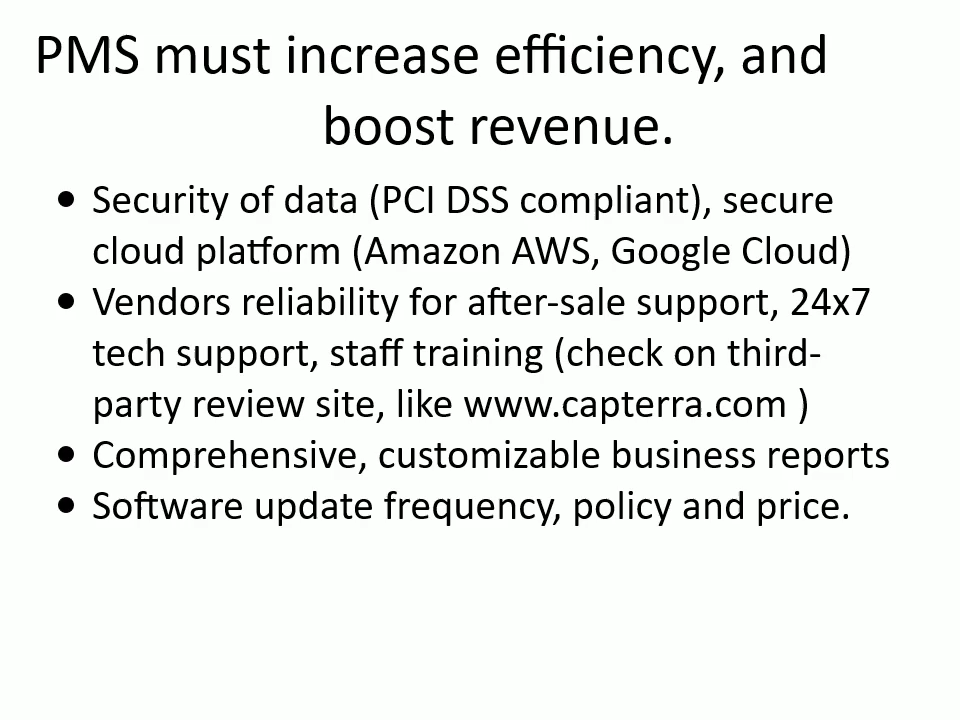 PMS must increase efficiency, and
boost revenue.
• Security of data (PCI DSS compliant), secure
cloud platform (Amazon AWS, Google Cloud)
• Vendors reliability for after-sale support, 24x7
tech support, staff training (check on third-
party review site, like www.capterra.com )
• Comprehensive, customizable business reports
• Software update frequency, policy and price.